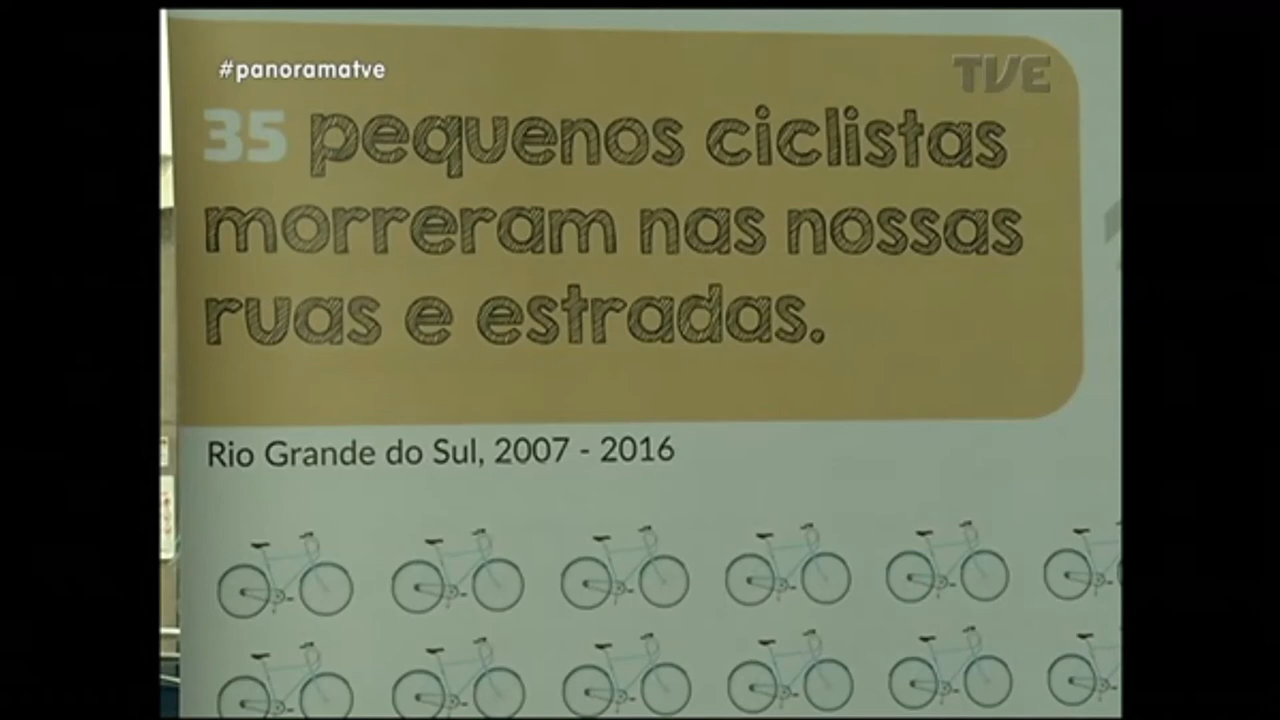 #panoramatve
TVE
35 pequenos ciclistas
morreram nas nossas
ruas e estradas.
Rio Grande do Sul, 2007 - 2016